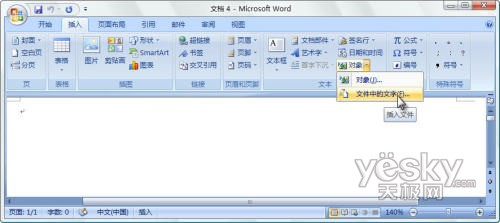 文档 4 - Microsoft Word
开始 插入 页面布局 引用 邮件 审阅 视图
封面 空白页 分页
页
表格
表格
图片 剪贴画 形状 SmartArt 图表
插图
超链接 书签 交叉引用
链接
页眉 页脚 页码
页眉和页脚
文本框 文档部件 艺术字 首字下沉 签名行 日期和时间 对象
文本
公式 符号 编号
符号
符号
特殊符号
对象(J)...
文件中的文字(F)...
插入文件
yesky
天极网
页面: 1/1 字数: 0 中文(中国) 插入 140%